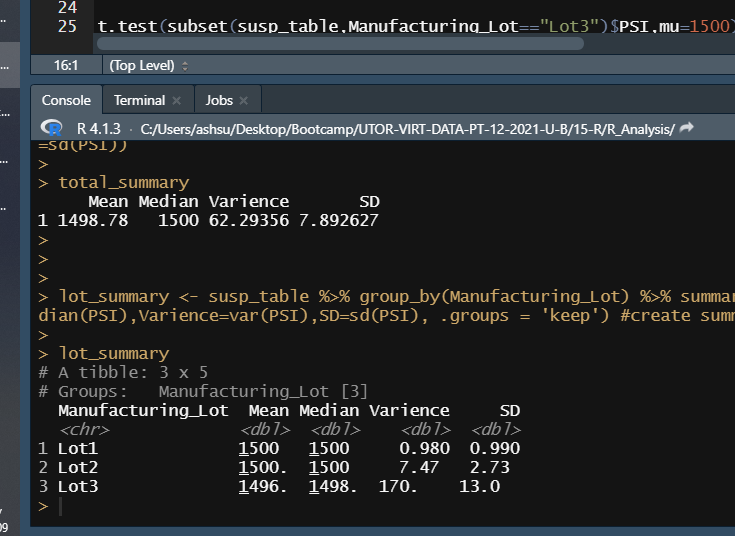 24
25 t.test(subset(susp_table,Manufacturing_Lot=="Lot3")$PSI,mu=1500)
16:1 (Top Level)
Console Terminal Jobs
R 4.1.3 · C:/Users/ashsu/Desktop/Bootcamp/UTOR-VIRT-DATA-PT-12-2021-U-B/15-R/R_Analysis/
=sd(PSI))
>
> total_summary
Mean Median Varience SD
1 1498.78 1500 62.29356 7.892627
>
>
>
> lot_summary <- susp_table %>% group_by(Manufacturing_Lot) %>% summar
dian(PSI),Varience=var(PSI),SD=sd(PSI), .groups = 'keep') #create summ
>
> lot_summary
# A tibble: 3 x 5
# Groups: Manufacturing_Lot [3]
Manufacturing_Lot Mean Median Varience SD
<chr> <dbl> <dbl> <dbl> <dbl>
1 Lot1 1500 1500 0.980 0.990
2 Lot2 1500. 1500 7.47 2.73
3 Lot3 1496. 1498. 170. 13.0
>
09